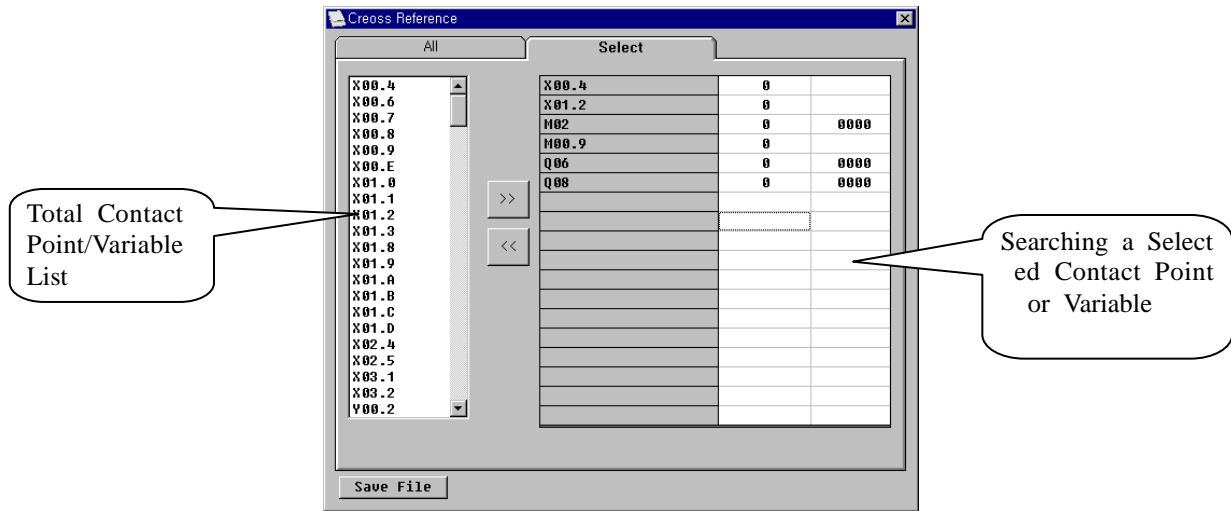 Creoss Reference
All
Select
X00.4
X00.6
X00.7
X00.8
X00.9
X00.E
X01.0
X01.1
X01.2
X01.3
X01.8
X01.9
X01.A
X01.B
X01.C
X01.D
X02.4
X02.5
X03.1
X03.2
Y00.2
>>
<<
X00.4 0
X01.2 0
M02 0 0000
M00.9 0
Q06 0 0000
Q08 0 0000
Save File
Total Contact
Point/Variable
List
Searching a Select
ed Contact Point
or Variable